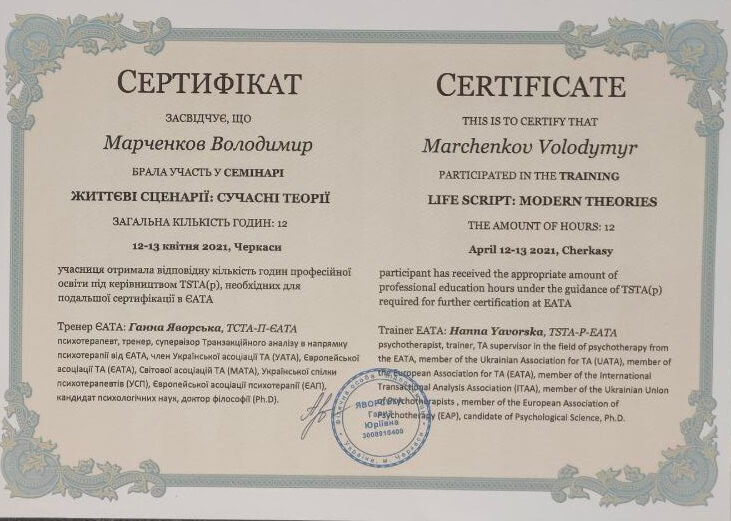 СЕРТИФІКАТ
ЗАСВІДЧУЄ, ЩО
Марченков Володимир
БРАЛА УЧАСТЬ У СЕМІНАРІ
ЖИТТЄВІ СЦЕНАРІЇ: СУЧАСНІ ТЕОРІЇ
ЗАГАЛЬНА КІЛЬКІСТЬ ГОДИН: 12
12-13 квітня 2021, Черкаси
учасниця отримала відповідну кількість годин професійної
освіти під керівництвом TSTA(p), необхідних для
подальшої сертифікації в ЄАТА
Тренер ЄАТА: Ганна Яворська, ТСТА-П-ЄАТА
психотерапевт, тренер, супервізор Транзакційного аналізу в напрямку
психотерапії від ЄАТА, член Української асоціації ТА (УАТА), Європейської
асоціації ТА (ЕАТА), Світової асоціацій ТА (МАТА), Української спілки
психотерапевтів (УСП), Європейської асоціації психотерапії (ЕАП),
кандидат психологічних наук, доктор філософії (Ph.D).
CERTIFICATE
THIS IS TO CERTIFY THAT
Marchenkov Volodymyr
PARTICIPATED IN THE TRAINING
LIFE SCRIPT: MODERN THEORIES
THE AMOUNT OF HOURS: 12
April 12-13 2021, Cherkasy
participant has received the appropriate amount of
professional education hours under the guidance of TSTA(p)
required for further certification at EATA
Trainer EATA: Hanna Yavorska, TSTA-P-EATA
psychotherapist, trainer, TA supervisor in the field of psychotherapy from
the EATA, member of the Ukrainian Association for TA (UATA), member of
the European Association for TA (EATA), member of the International
Transactional Analysis Association (ITAA), member of the Ukrainian Union
of Psychotherapists , member of the European Association of
Psychotherapy (EAP), candidate of Psychological Science, Ph.D.
Фізична особа
ЯВОРСЬКА
Ганна
Юріївна
3008910400
Україна, м. Черкаси